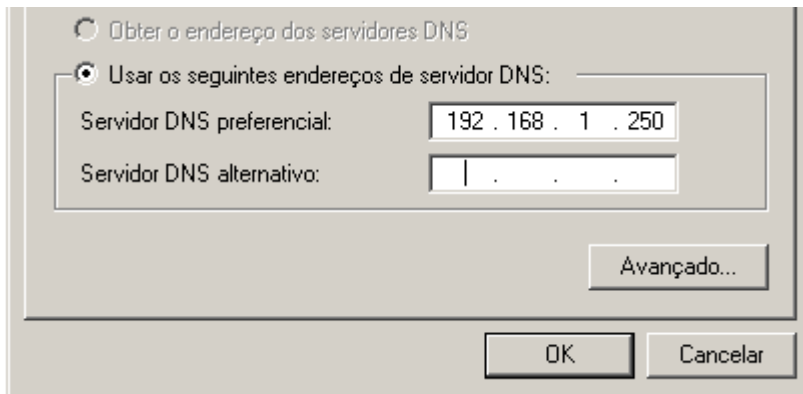 Obter o endereço dos servidores DNS
Usar os seguintes endereços de servidor DNS:
Servidor DNS preferencial: 192 . 168 . 1 . 250
Servidor DNS alternativo: . . .
Avançado...
OK Cancelar